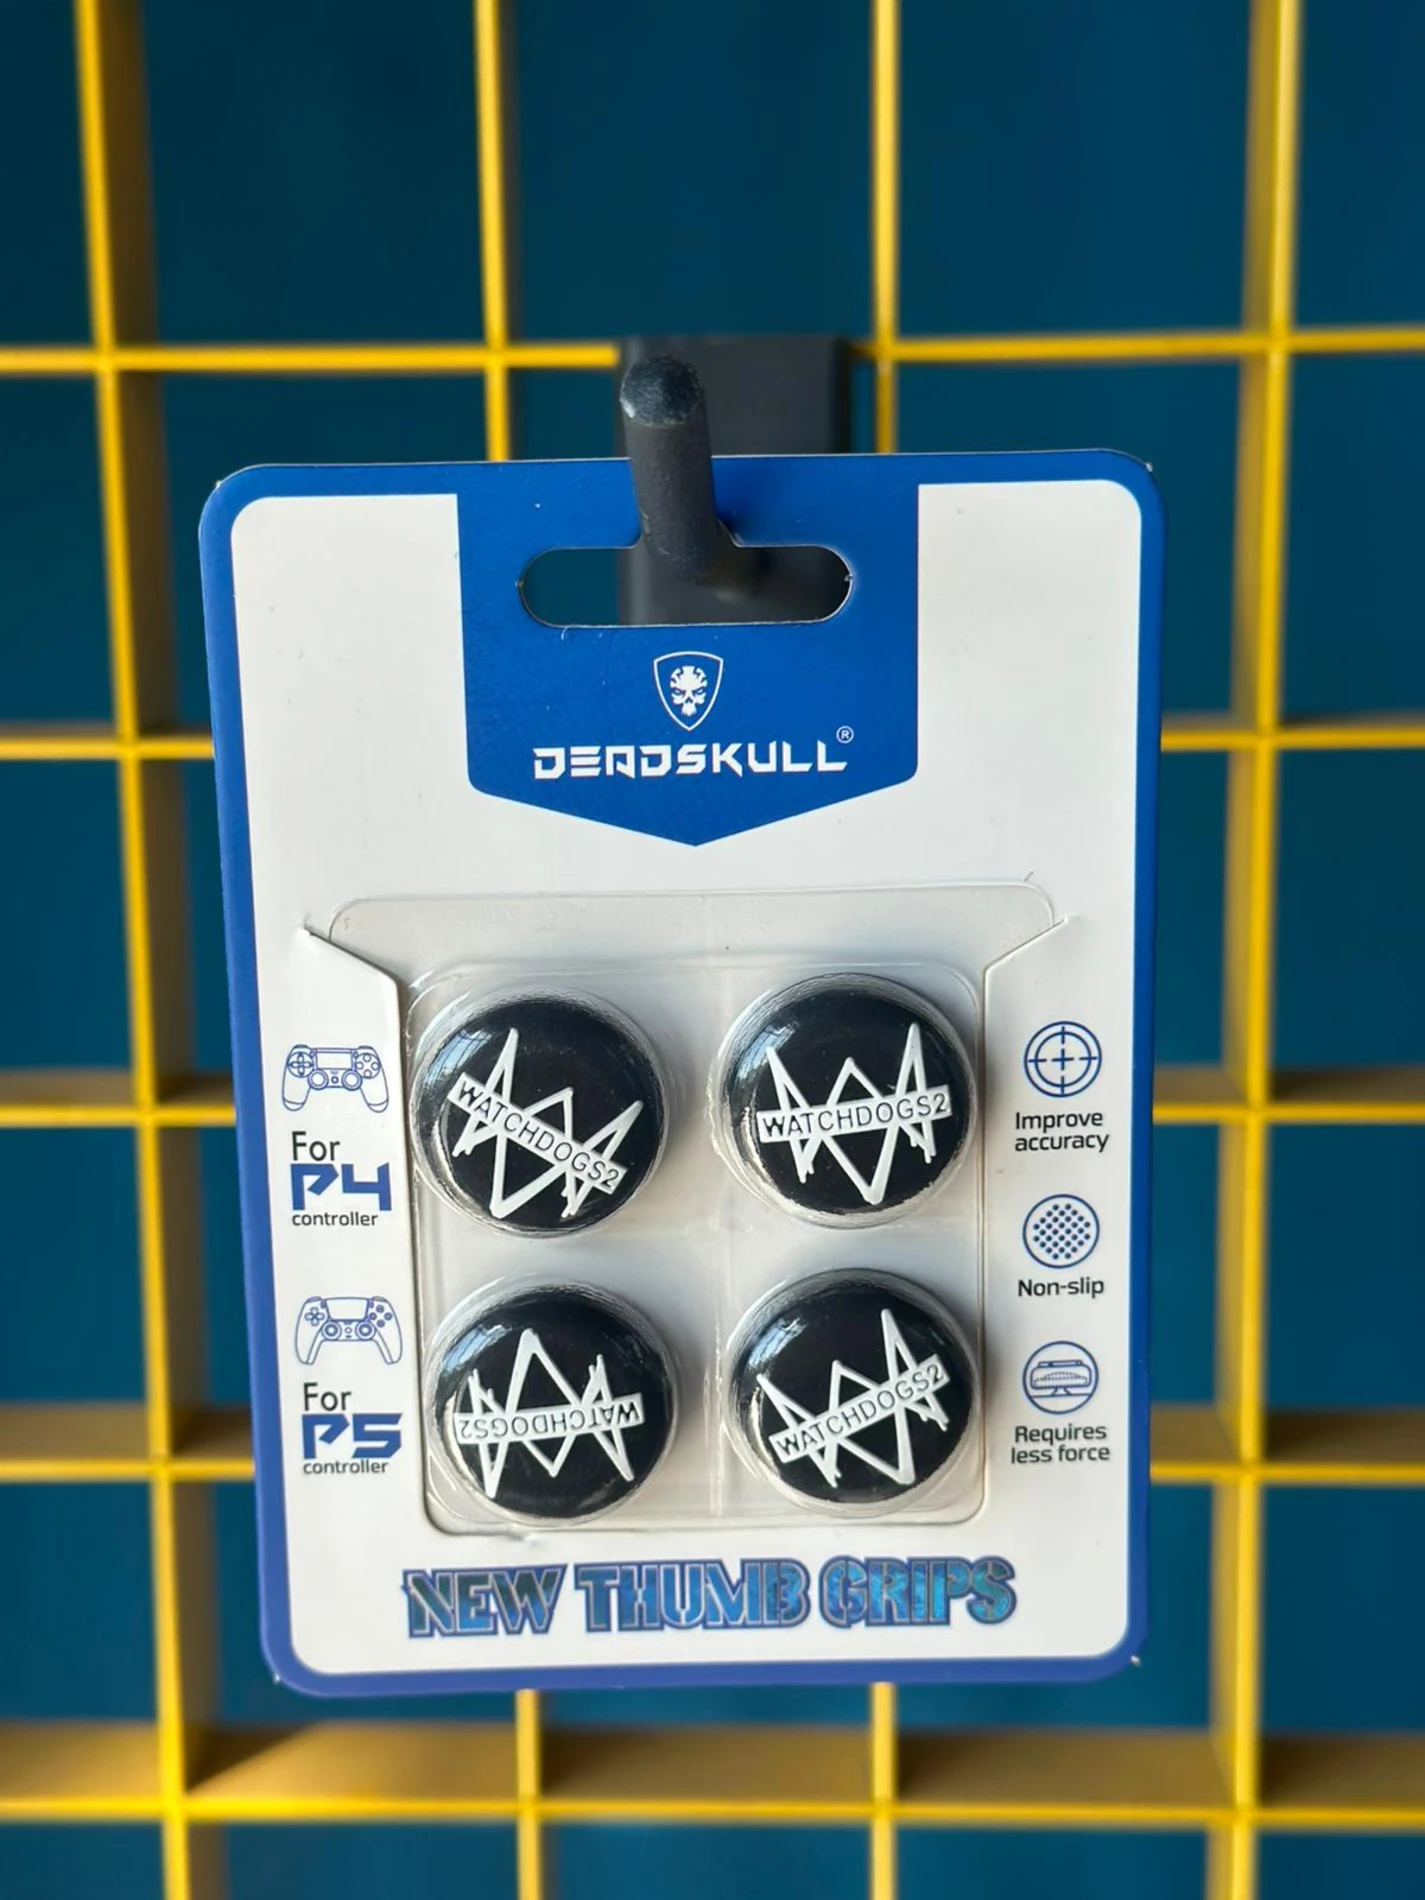 DEADSKULL®
WATCHDOGS2
WATCHDOGS2
WATCHDOGS2
WATCHDOGS2
For
P4
controller
For
P5
controller
Improve
accuracy
Non-slip
Requires
less force
NEW THUMB GRIPS